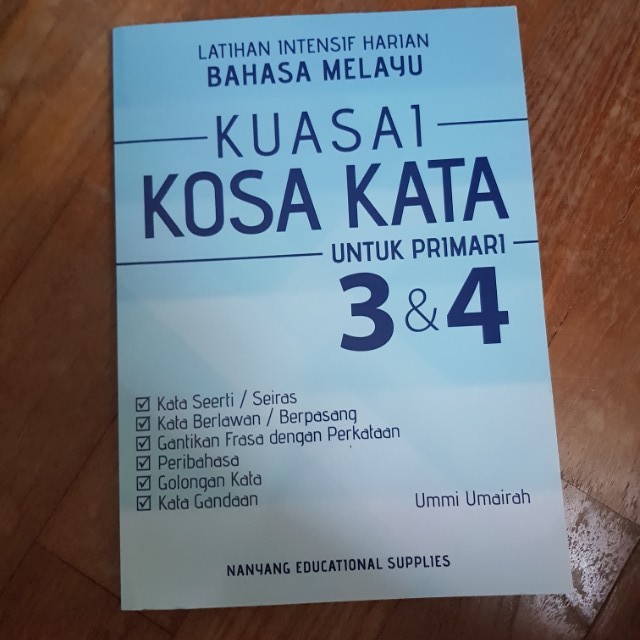 LATIHAN INTENSIF HARIAN
BAHASA MELAYU
KUASAI
KOSA KATA
UNTUK PRIMARI
3 & 4
Kata Seerti / Seiras
Kata Berlawan / Berpasang
Gantikan Frasa dengan Perkataan
Peribahasa
Golongan Kata
Kata Gandaan
Ummi Umairah
NANYANG EDUCATIONAL SUPPLIES